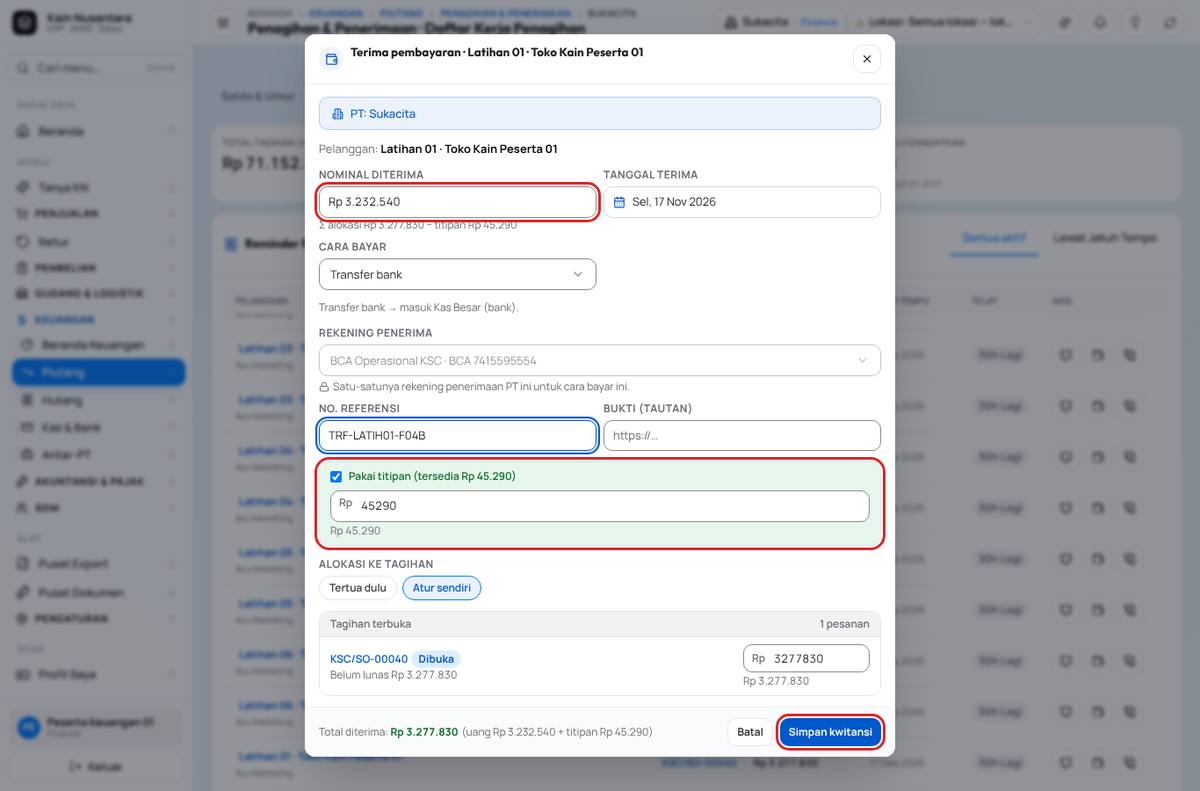 Kain Nusantara
Cari menu...
Beranda
Tanya KN
PENJUALAN
Retur
PEMBELIAN
GUDANG & LOGISTIK
KEUANGAN
Beranda Keuangan
Piutang
Hutang
Kas & Bank
Antar-PT
AKUNTANSI & PAJAK
SDM
Pusat Export
Pusat Dokumen
PENGATURAN
Profil Saya
Peserta Keuangan 01
Finance
Keluar
Penagihan & Penerimaan · Daftar Kerja Penagihan
Sukacita
Finance
Saldo & Umur
Semua aktif
Lewat Jatuh Tempo
Terima pembayaran · Latihan 01 · Toko Kain Peserta 01
PT: Sukacita
Pelanggan: Latihan 01 · Toko Kain Peserta 01
NOMINAL DITERIMA
TANGGAL TERIMA
Rp 3.232.540
Sel, 17 Nov 2026
Σ alokasi Rp 3.277.830 − titipan Rp 45.290
CARA BAYAR
Transfer bank
Transfer bank → masuk Kas Besar (bank).
REKENING PENERIMA
BCA Operasional KSC · BCA 7415595554
Satu-satunya rekening penerimaan PT ini untuk cara bayar ini.
NO. REFERENSI
BUKTI (TAUTAN)
TRF-LATIH01-F04B
https://...
Pakai titipan (tersedia Rp 45.290)
Rp 45290
Rp 45.290
ALOKASI KE TAGIHAN
Tertua dulu
Atur sendiri
Tagihan terbuka
1 pesanan
KSC/SO-00040 Dibuka
Rp 3277830
Belum lunas Rp 3.277.830
Rp 3.277.830
Total diterima: Rp 3.277.830 (uang Rp 3.232.540 + titipan Rp 45.290)
Batal
Simpan kwitansi